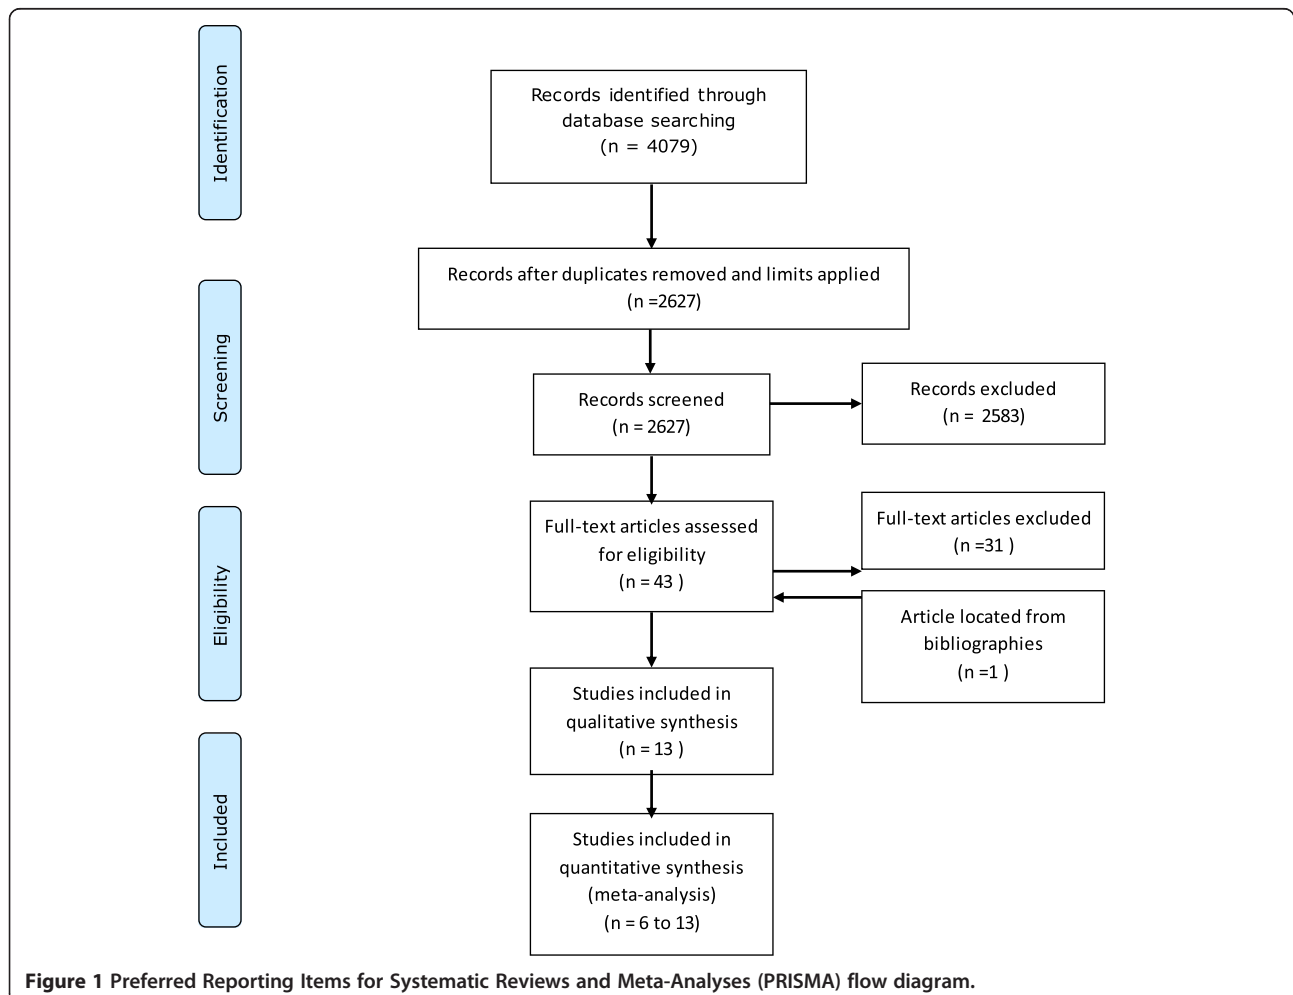 Identification
Records identified through
database searching
(n = 4079)
Records after duplicates removed and limits applied
(n =2627)
Screening
Records screened
(n = 2627)
Records excluded
(n = 2583)
Eligibility
Full-text articles assessed
for eligibility
(n = 43 )
Full-text articles excluded
(n =31 )
Article located from
bibliographies
(n =1 )
Studies included in
qualitative synthesis
(n = 13 )
Included
Studies included in
quantitative synthesis
(meta-analysis)
(n = 6 to 13)
Figure 1 Preferred Reporting Items for Systematic Reviews and Meta-Analyses (PRISMA) flow diagram.